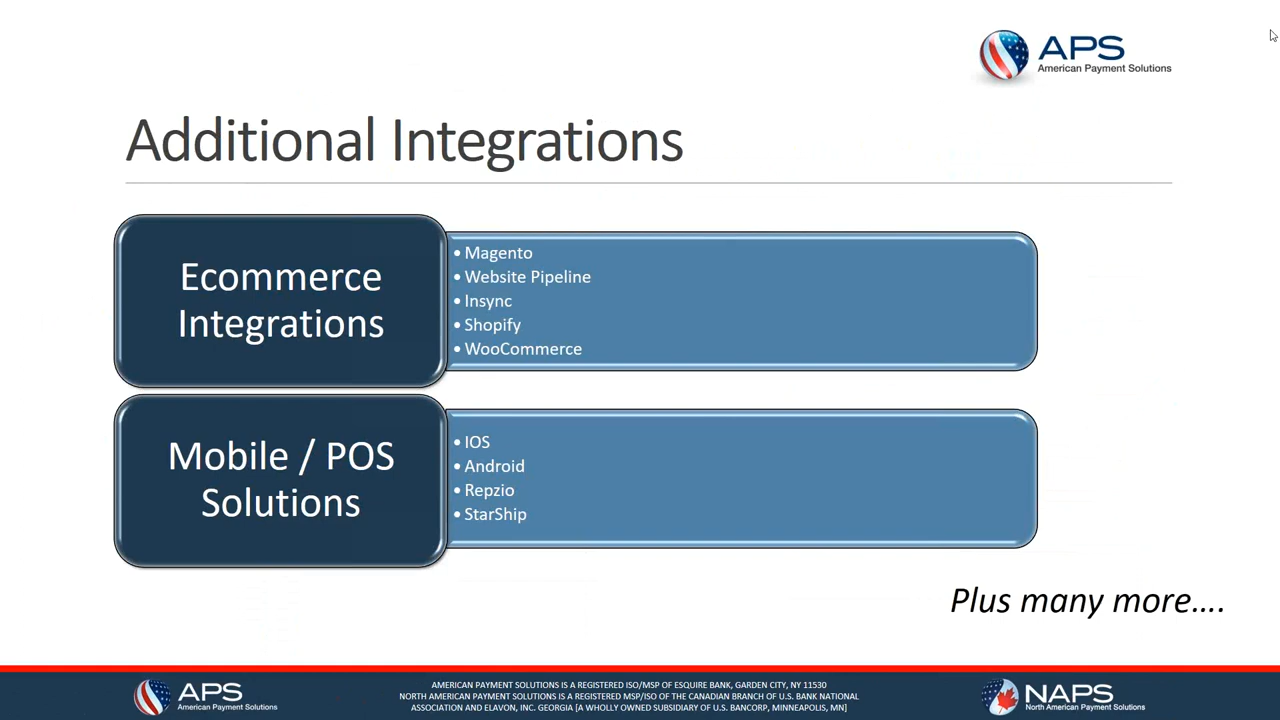 APS
American Payment Solutions
Additional Integrations
Ecommerce
Integrations
• Magento
• Website Pipeline
• Insync
• Shopify
• WooCommerce
Mobile / POS
Solutions
• IOS
• Android
• Repzio
• StarShip
Plus many more….
APS
American Payment Solutions
AMERICAN PAYMENT SOLUTIONS IS A REGISTERED ISO/MSP OF ESQUIRE BANK, GARDEN CITY, NY 11530
NORTH AMERICAN PAYMENT SOLUTIONS IS A REGISTERED MSP/ISO OF THE CANADIAN BRANCH OF U.S. BANK NATIONAL
ASSOCIATION AND ELAVON, INC. GEORGIA [A WHOLLY OWNED SUBSIDIARY OF U.S. BANCORP, MINNEAPOLIS, MN]
NAPS
North American Payment Solutions